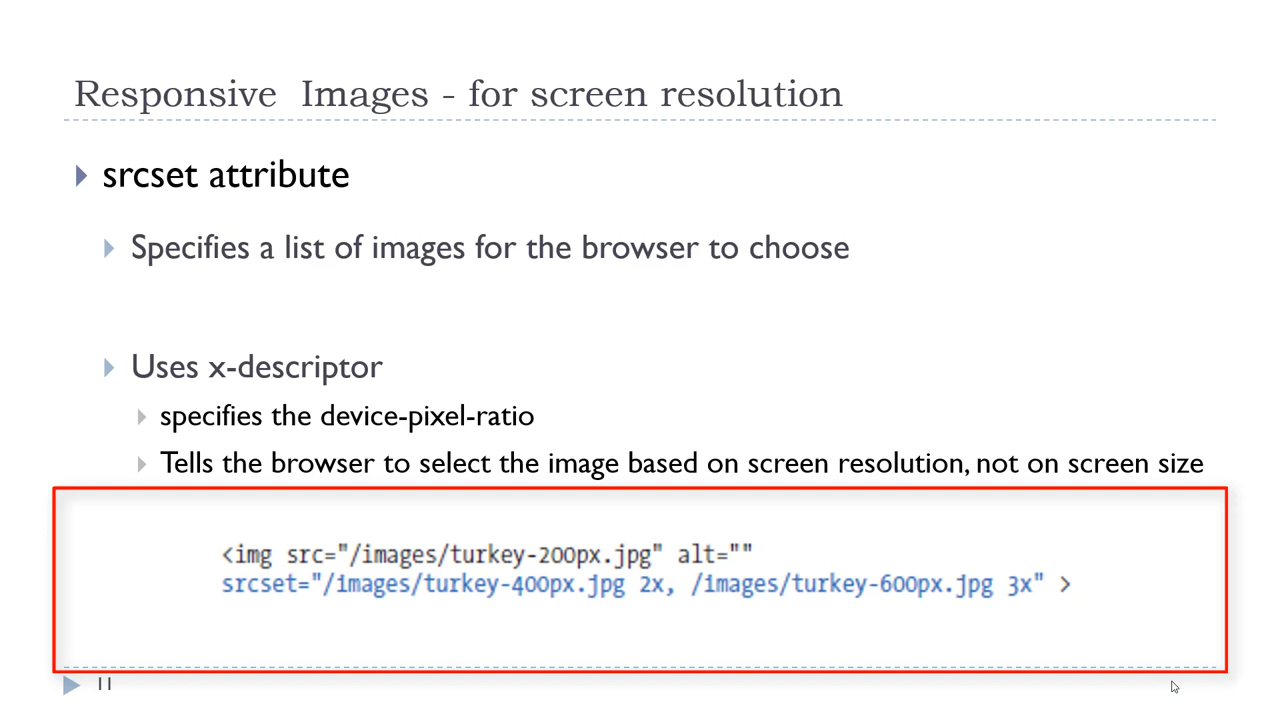 Responsive Images - for screen resolution
srcset attribute
Specifies a list of images for the browser to choose
Uses x-descriptor
specifies the device-pixel-ratio
Tells the browser to select the image based on screen resolution, not on screen size
<img src="/images/turkey-200px.jpg" alt=""
srcset="/images/turkey-400px.jpg 2x, /images/turkey-600px.jpg 3x" >
11